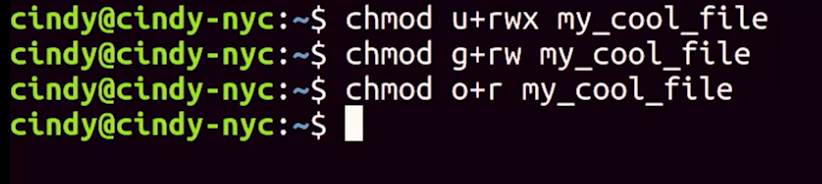 cindy@cindy-nyc:~$ chmod u+rwx my_cool_file
cindy@cindy-nyc:~$ chmod g+rw my_cool_file
cindy@cindy-nyc:~$ chmod o+r my_cool_file
cindy@cindy-nyc:~$